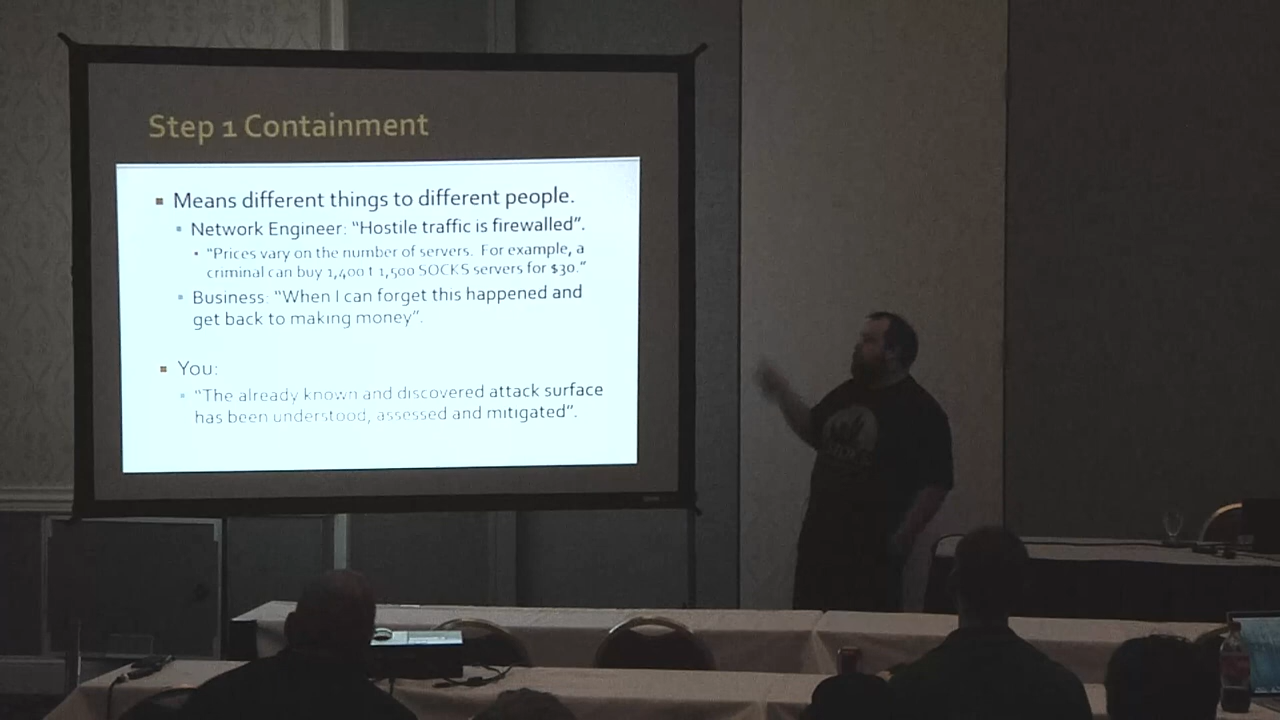 Step 1 Containment
Means different things to different people.
Network Engineer: “Hostile traffic is firewalled”.
“Prices vary on the number of servers. For example, a
criminal can buy 1,400 t 1,500 SOCKS servers for $30.”
Business: “When I can forget this happened and
get back to making money”.
You:
“The already known and discovered attack surface
has been understood, assessed and mitigated”.